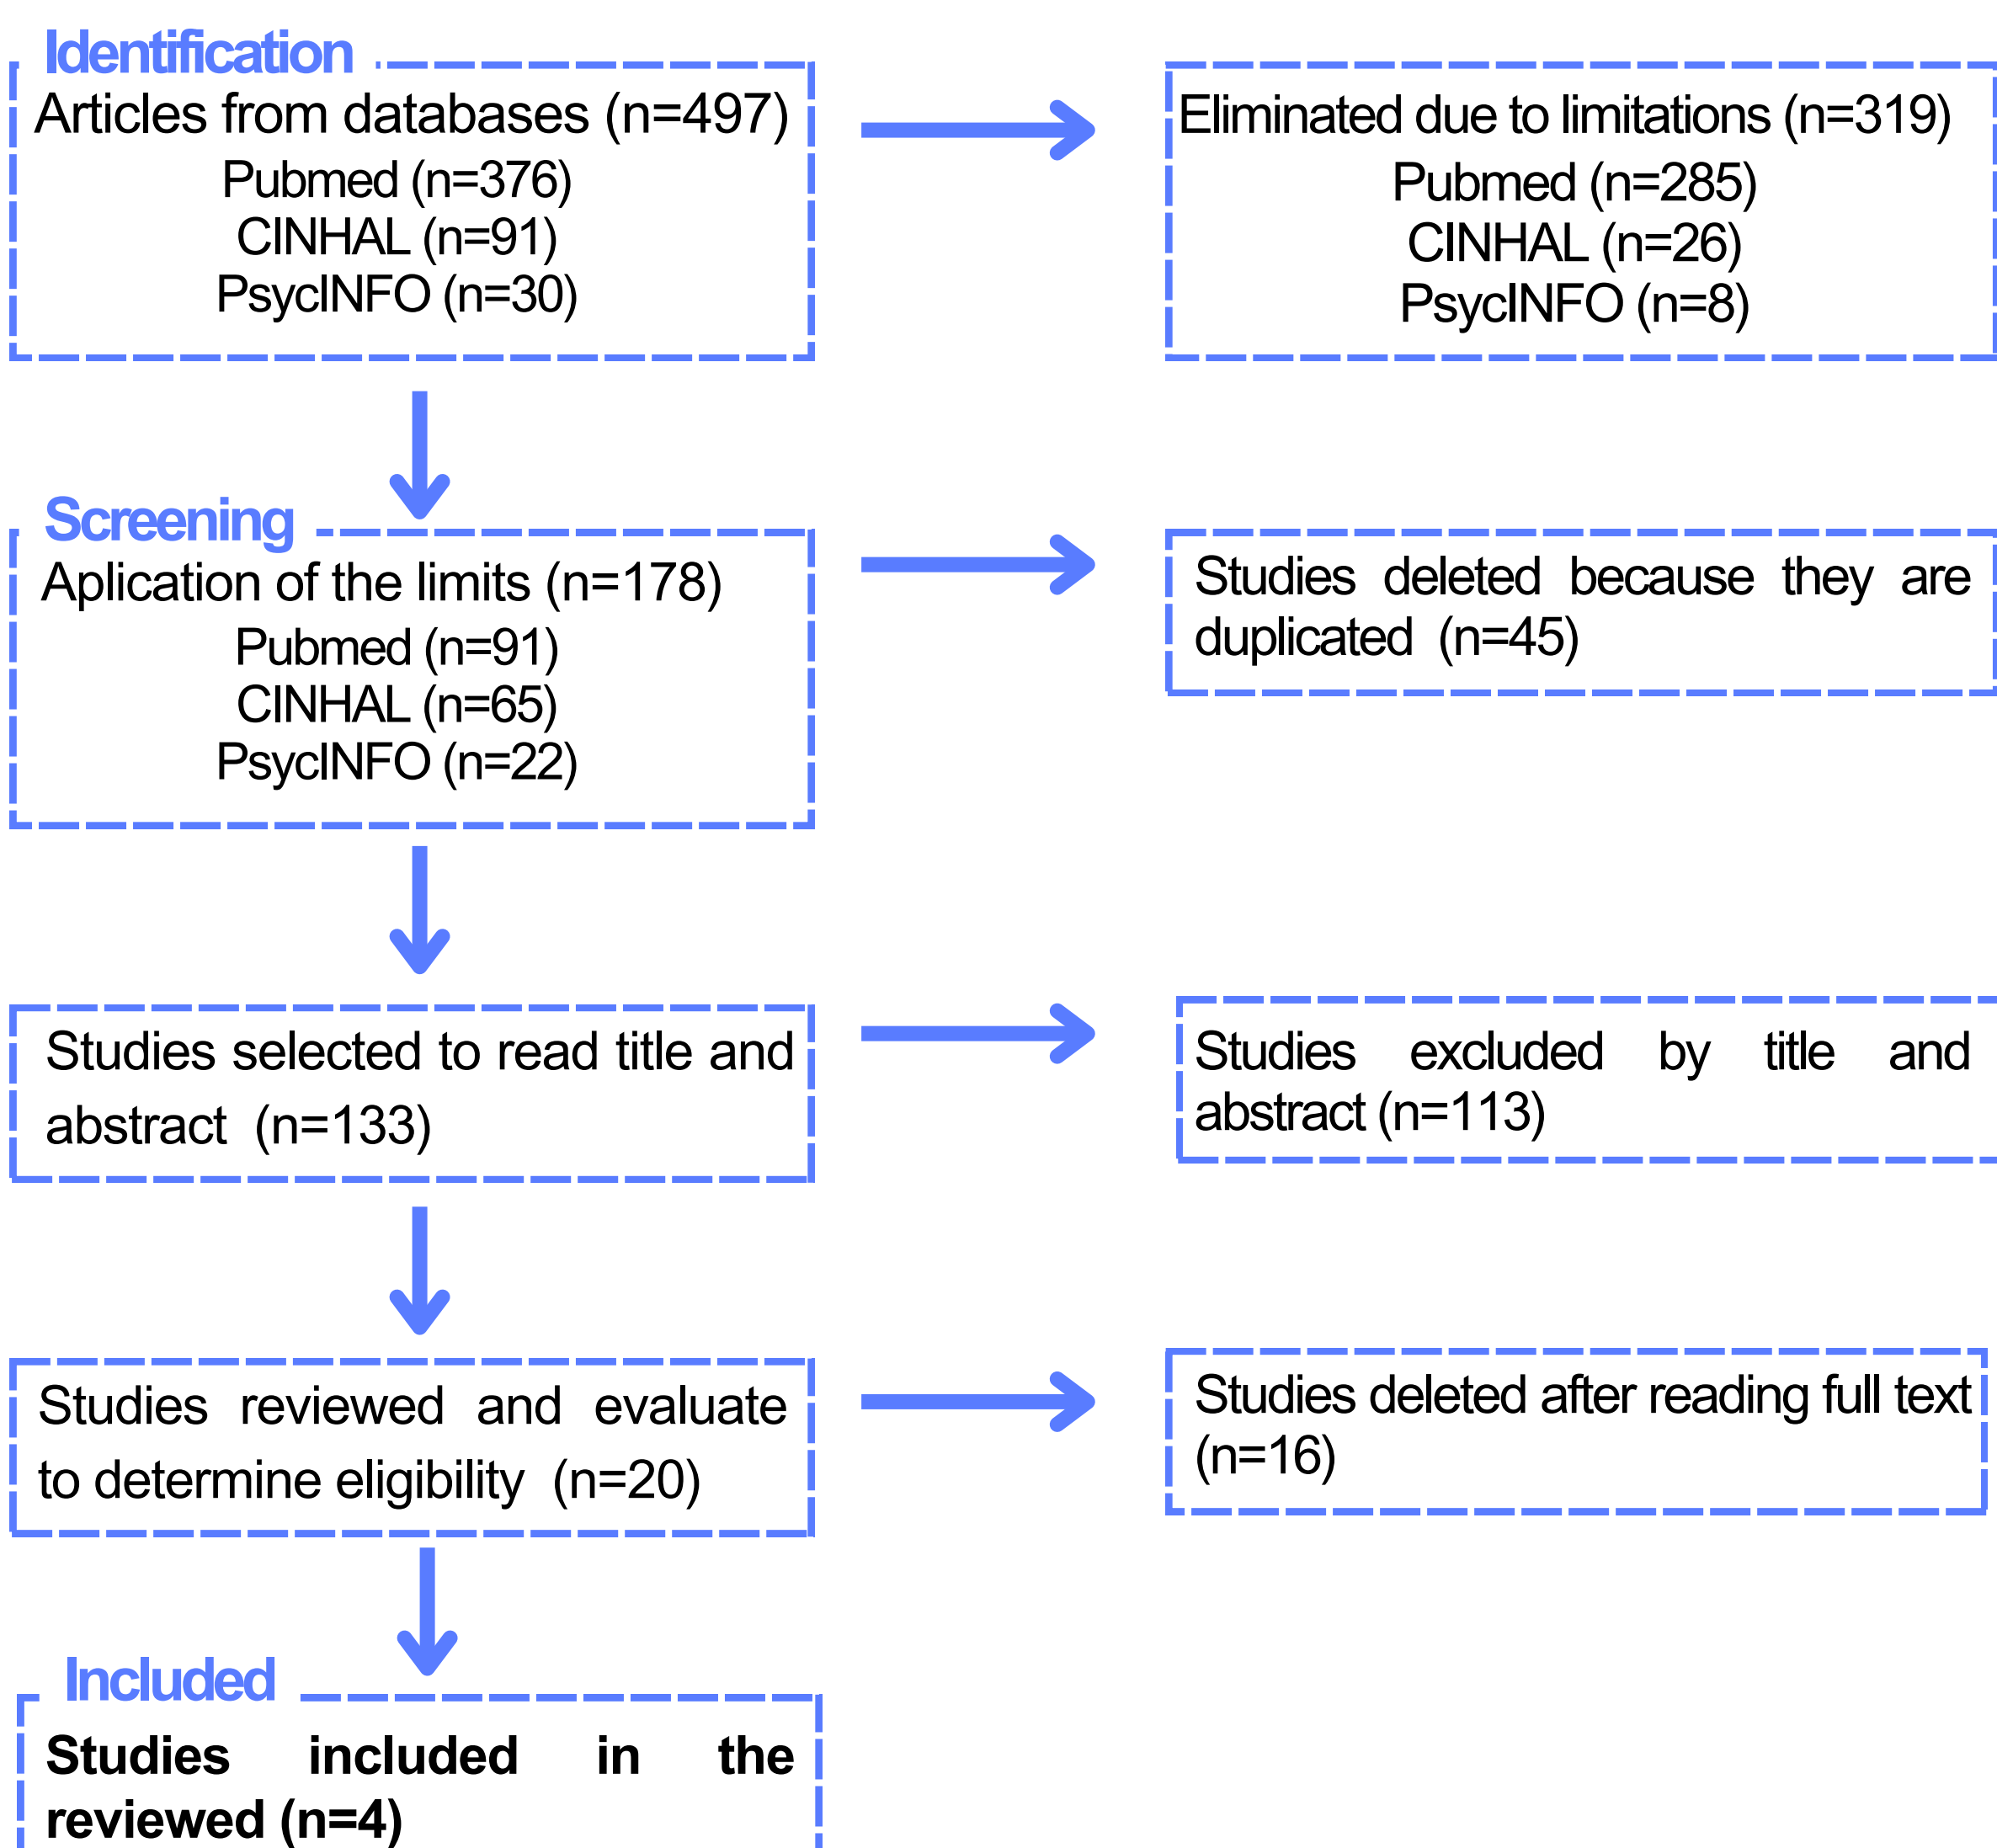 Identification
Articles from databases (n=497)
Pubmed (n=376)
CINHAL (n=91)
PsycINFO (n=30)
Eliminated due to limitations (n=319)
Pubmed (n=285)
CINHAL (n=26)
PsycINFO (n=8)
Screening
Aplication of the limits (n=178)
Pubmed (n=91)
CINHAL (n=65)
PsycINFO (n=22)
Studies deleted because they are
duplicated (n=45)
Studies selected to read title and
abstract (n=133)
Studies excluded by title and
abstract (n=113)
Studies reviewed and evaluate
to determine eligibility (n=20)
Studies deleted after reading full text
(n=16)
Included
Studies included in the
reviewed (n=4)